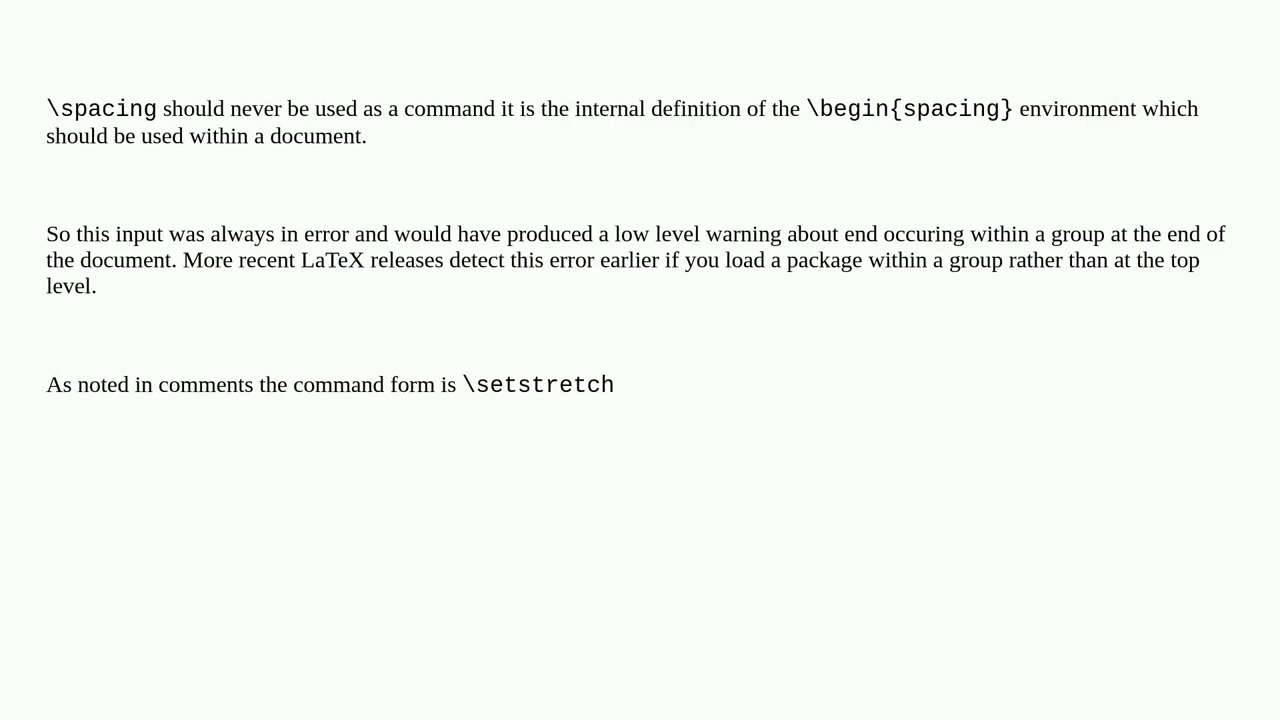 \spacing should never be used as a command it is the internal definition of the \begin{spacing} environment which
should be used within a document.
So this input was always in error and would have produced a low level warning about end occuring within a group at the end of
the document. More recent LaTeX releases detect this error earlier if you load a package within a group rather than at the top
level.
As noted in comments the command form is \setstretch